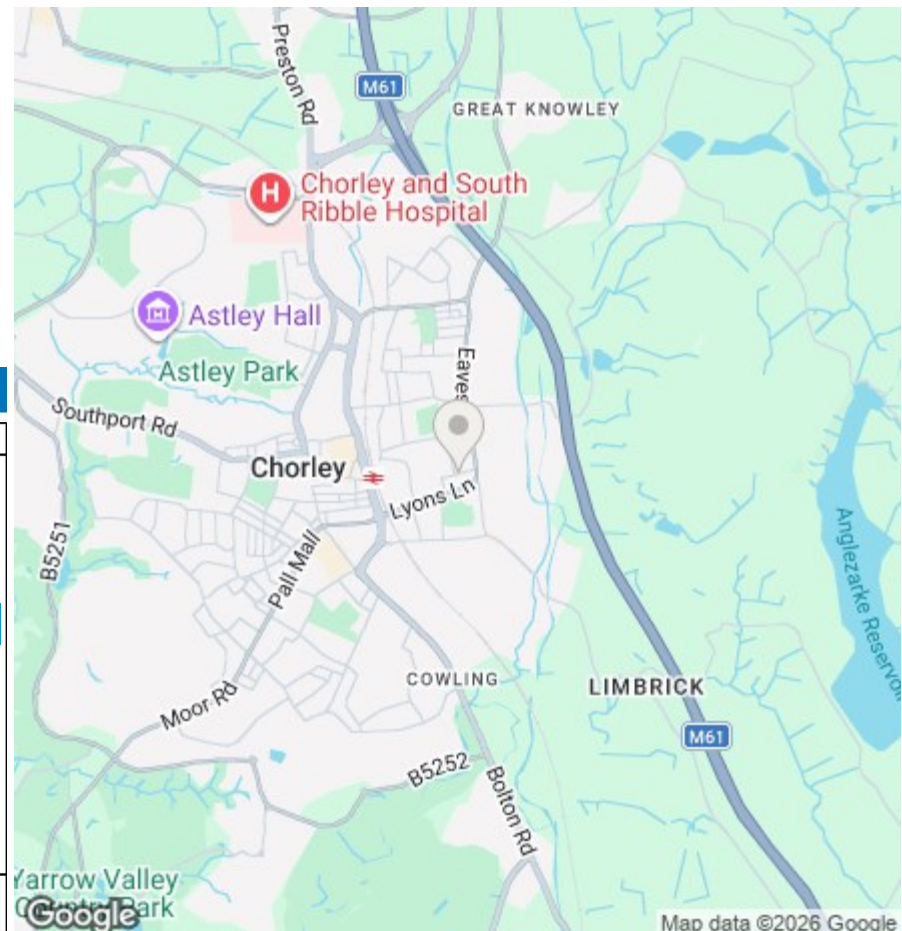 Preston Rd
M61
GREAT KNOWLEY
H
Chorley and South
Ribble Hospital
Astley Hall
Astley Park
Eaves
Southport Rd
Chorley
Lyons Ln
B5251
Pall Mall
Anglezarke Reservoir
COWLING
LIMBRICK
Moor Rd
M61
B5252
Bolton Rd
Yarrow Valley
Country Park
Google
Map data ©2026 Google